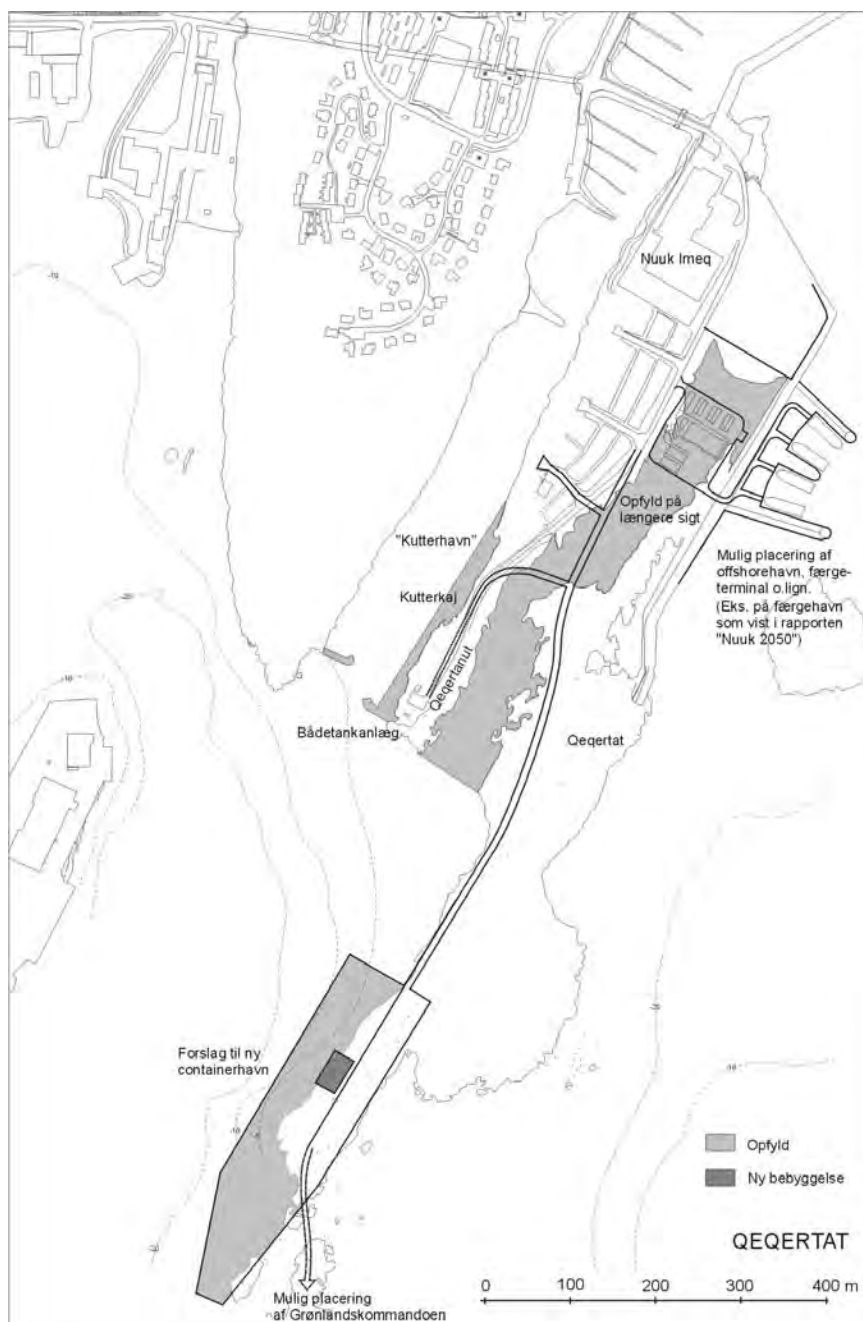 Nuuk Imeq
Opfyld på
længere sigt
"Kutterhavn"
Kutterkaj
Qeqertanut
Mulig placering af
offshorehavn, færge-
terminal o.lign.
(Eks. på færgehavn
som vist i rapporten
"Nuuk 2050")
Bådetankanlæg
Qeqertat
Forslag til ny
containerhavn
Opfyld
Ny bebyggelse
QEQERTAT
0 100 200 300 400 m
Mulig placering
af Grønlandskommandoen